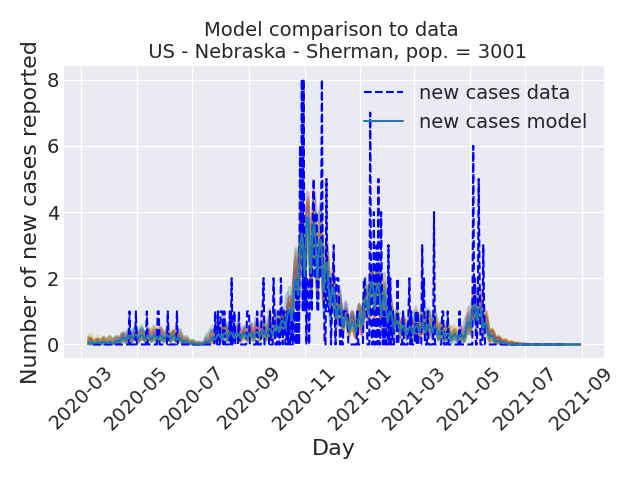 Model comparison to data
US - Nebraska - Sherman, pop. = 3001
Number of new cases reported
8
6
4
2
0
new cases data
new cases model
2020-03
2020-05
2020-07
2020-09
2020-11
2021-01
2021-03
2021-05
2021-07
2021-09
Day